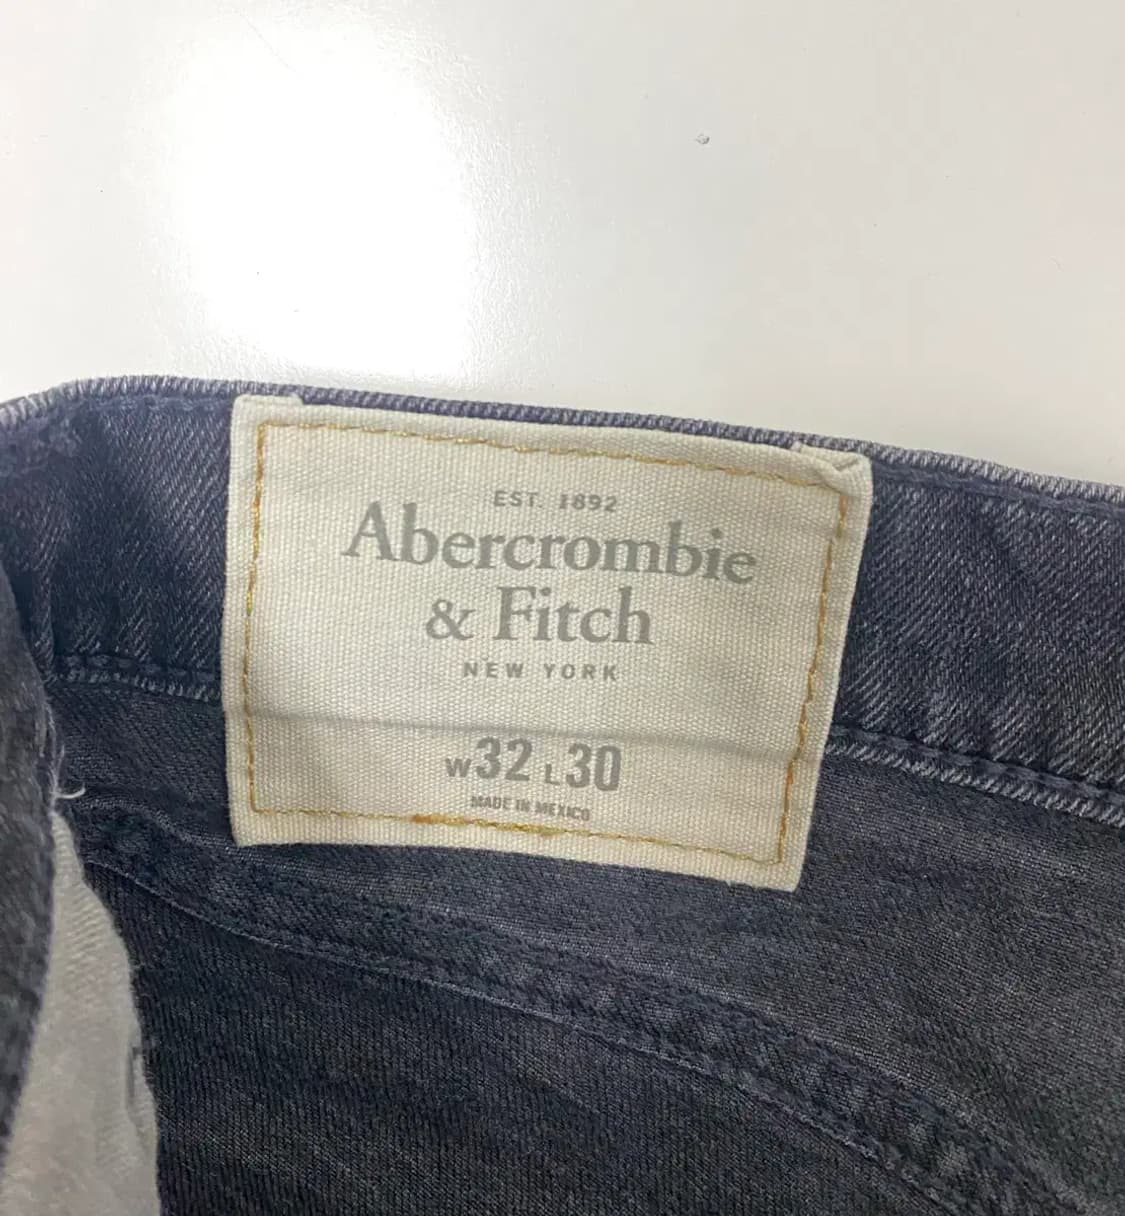 EST. 1892
Abercrombie
& Fitch
NEW YORK
W32 L30
MADE IN MEXICO